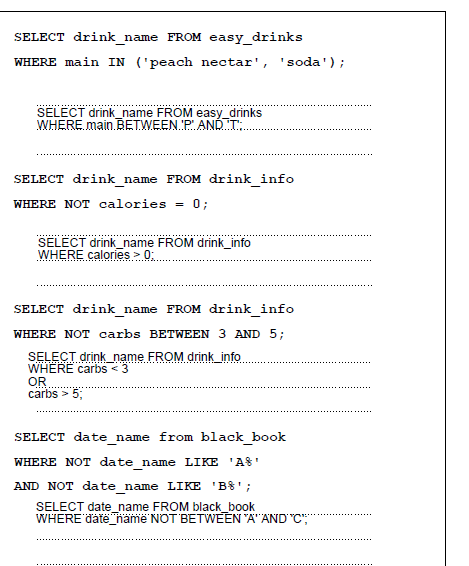 SELECT drink_name FROM easy_drinks
WHERE main IN ('peach nectar', 'soda');
SELECT drink_name FROM easy_drinks
WHERE main BETWEEN 'P' AND 'T';
SELECT drink_name FROM drink_info
WHERE NOT calories = 0;
SELECT drink_name FROM drink_info
WHERE calories > 0;
SELECT drink_name FROM drink_info
WHERE NOT carbs BETWEEN 3 AND 5;
SELECT drink_name FROM drink_info
WHERE carbs < 3
OR
carbs > 5;
SELECT date_name from black_book
WHERE NOT date_name LIKE 'A%'
AND NOT date_name LIKE 'B%';
SELECT date_name FROM black_book
WHERE date_name NOT BETWEEN 'A' AND 'C';